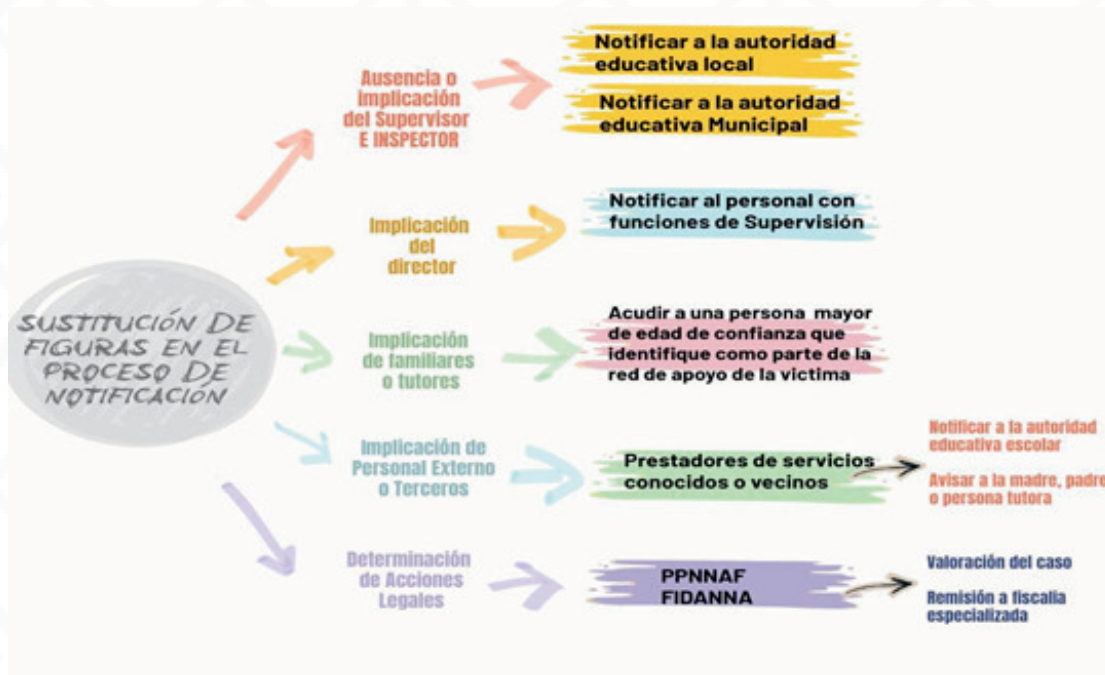 SUSTITUCIÓN DE
FIGURAS EN EL
PROCESO DE
NOTIFICACIÓN
Ausencia o
implicación
del Supervisor
E INSPECTOR
Notificar a la autoridad
educativa local
Notificar a la autoridad
educativa Municipal
Implicación
del
director
Notificar al personal con
funciones de Supervisión
Implicación
de familiares
o tutores
Acudir a una persona mayor
de edad de confianza que
identifique como parte de la
red de apoyo de la victima
Implicación de
Personal Externo
o Terceros
Prestadores de servicios
conocidos o vecinos
Notificar a la autoridad
educativa escolar
Avisar a la madre, padre
o persona tutora
Determinación
de Acciones
Legales
PPNNAF
FIDANNA
Valoración del caso
Remisión a fiscalia
especializada